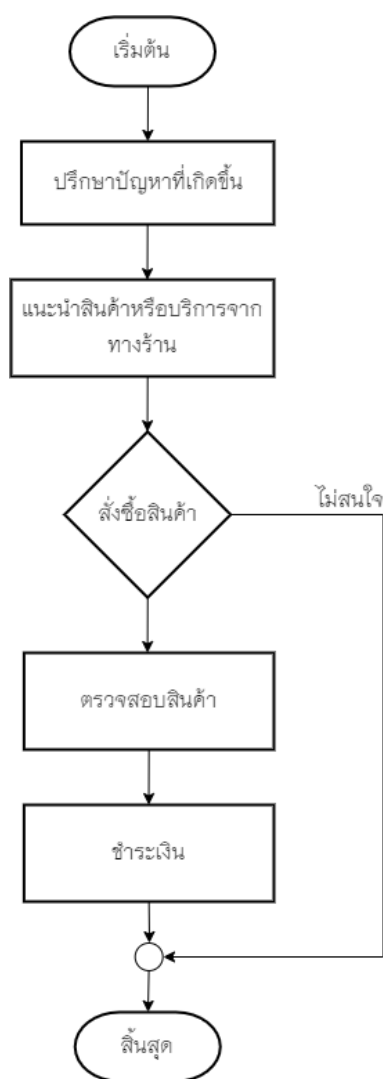 เริ่มต้น
ปรึกษาปัญหาที่เกิดขึ้น
แนะนำสินค้าหรือบริการจาก
ทางร้าน
สั่งซื้อสินค้า
ไม่สนใจ
ตรวจสอบสินค้า
ชำระเงิน
สิ้นสุด